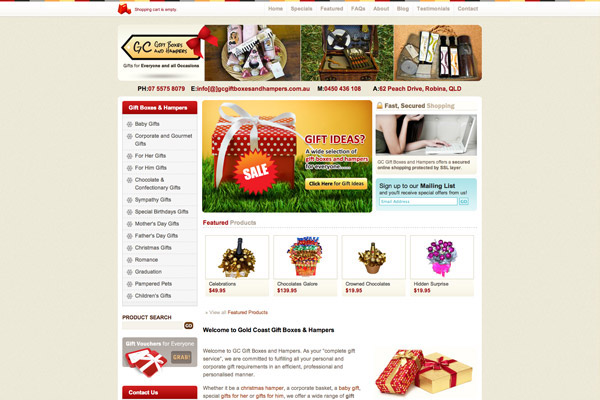 Shopping cart is empty.
Home Specials Featured FAQs About Blog Testimonials Contact
GC GIFT BOXES
AND HAMPERS
Gifts for Everyone and all Occasions
PH:07 5575 8079 E:info[@]gcgiftboxesandhampers.com.au M:0450 436 108 A:62 Peach Drive, Robina, QLD
Gift Boxes & Hampers
Baby Gifts
Corporate and Gourmet
Gifts
For Her Gifts
For Him Gifts
Chocolate &
Confectionery Gifts
Sympathy Gifts
Special Birthdays Gifts
Mother's Day Gifts
Father's Day Gifts
Christmas Gifts
Romance
Graduation
Pampered Pets
Children's Gifts
PRODUCT SEARCH
GO
Gift Vouchers for Everyone
GRAB!
Contact Us
GIFT IDEAS?
A wide selection of
gift boxes and hampers
for everyone.....
SALE
Click Here for Gift Ideas
Fast, Secured Shopping
GC Gift Boxes and Hampers offers a secured
online shopping protected by SSL layer.
Sign up to our Mailing List
and you'll receive special offers from us!
Email Address
GO
Featured Products
Celebrations
$49.95
Chocolates Galore
$139.95
Crowned Chocolates
$19.95
Hidden Surprise
$19.95
» View all Featured Products
Welcome to Gold Coast Gift Boxes & Hampers
Welcome to GC Gift Boxes and Hampers. As your "complete gift
service", we are committed to fulfilling all your personal and
corporate gift requirements in an efficient, professional and
personalised manner.
Whether it be a christmas hamper, a corporate basket, a baby gift,
special gifts for her or gifts for him, we offer a wide range of gift